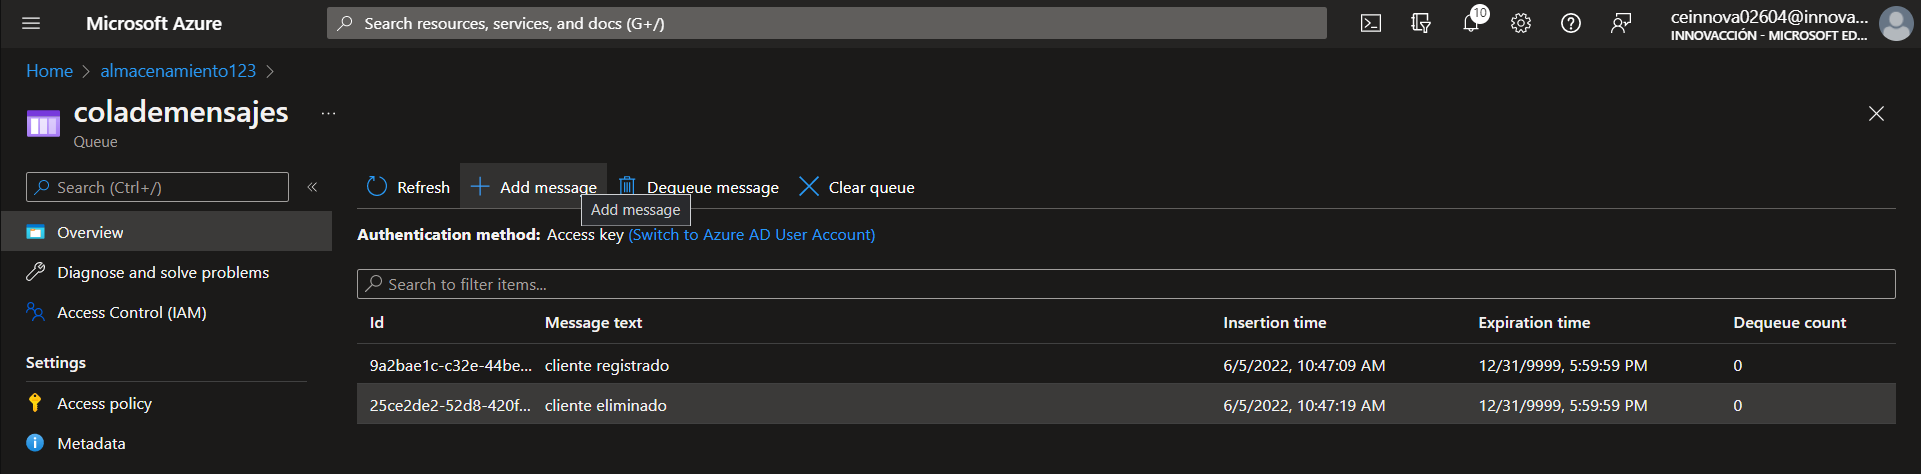 Microsoft Azure
Search resources, services, and docs (G+/)
10
ceinnova02604@innova...
INNOVACCIÓN - MICROSOFT ED...
Home > almacenamiento123 >
colademensajes ...
Queue
Search (Ctrl+/)
«
Overview
Diagnose and solve problems
Access Control (IAM)
Settings
Access policy
Metadata
Refresh Add message Dequeue message Clear queue
Add message
Authentication method: Access key (Switch to Azure AD User Account)
Search to filter items...
Id Message text Insertion time Expiration time Dequeue count
9a2bae1c-c32e-44be... cliente registrado 6/5/2022, 10:47:09 AM 12/31/9999, 5:59:59 PM 0
25ce2de2-52d8-420f... cliente eliminado 6/5/2022, 10:47:19 AM 12/31/9999, 5:59:59 PM 0